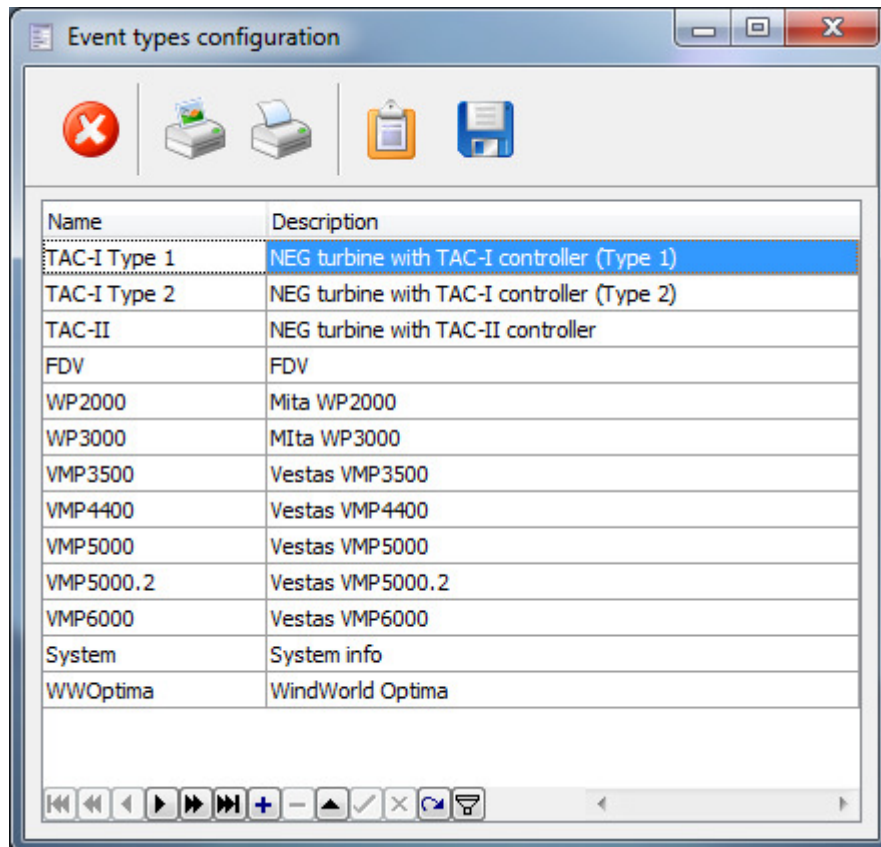 Event types configuration
Name Description
TAC-I Type 1 NEG turbine with TAC-I controller (Type 1)
TAC-I Type 2 NEG turbine with TAC-I controller (Type 2)
TAC-II NEG turbine with TAC-II controller
FDV FDV
WP2000 Mita WP2000
WP3000 MIta WP3000
VMP3500 Vestas VMP3500
VMP4400 Vestas VMP4400
VMP5000 Vestas VMP5000
VMP5000.2 Vestas VMP5000.2
VMP6000 Vestas VMP6000
System System info
WWOptima WindWorld Optima